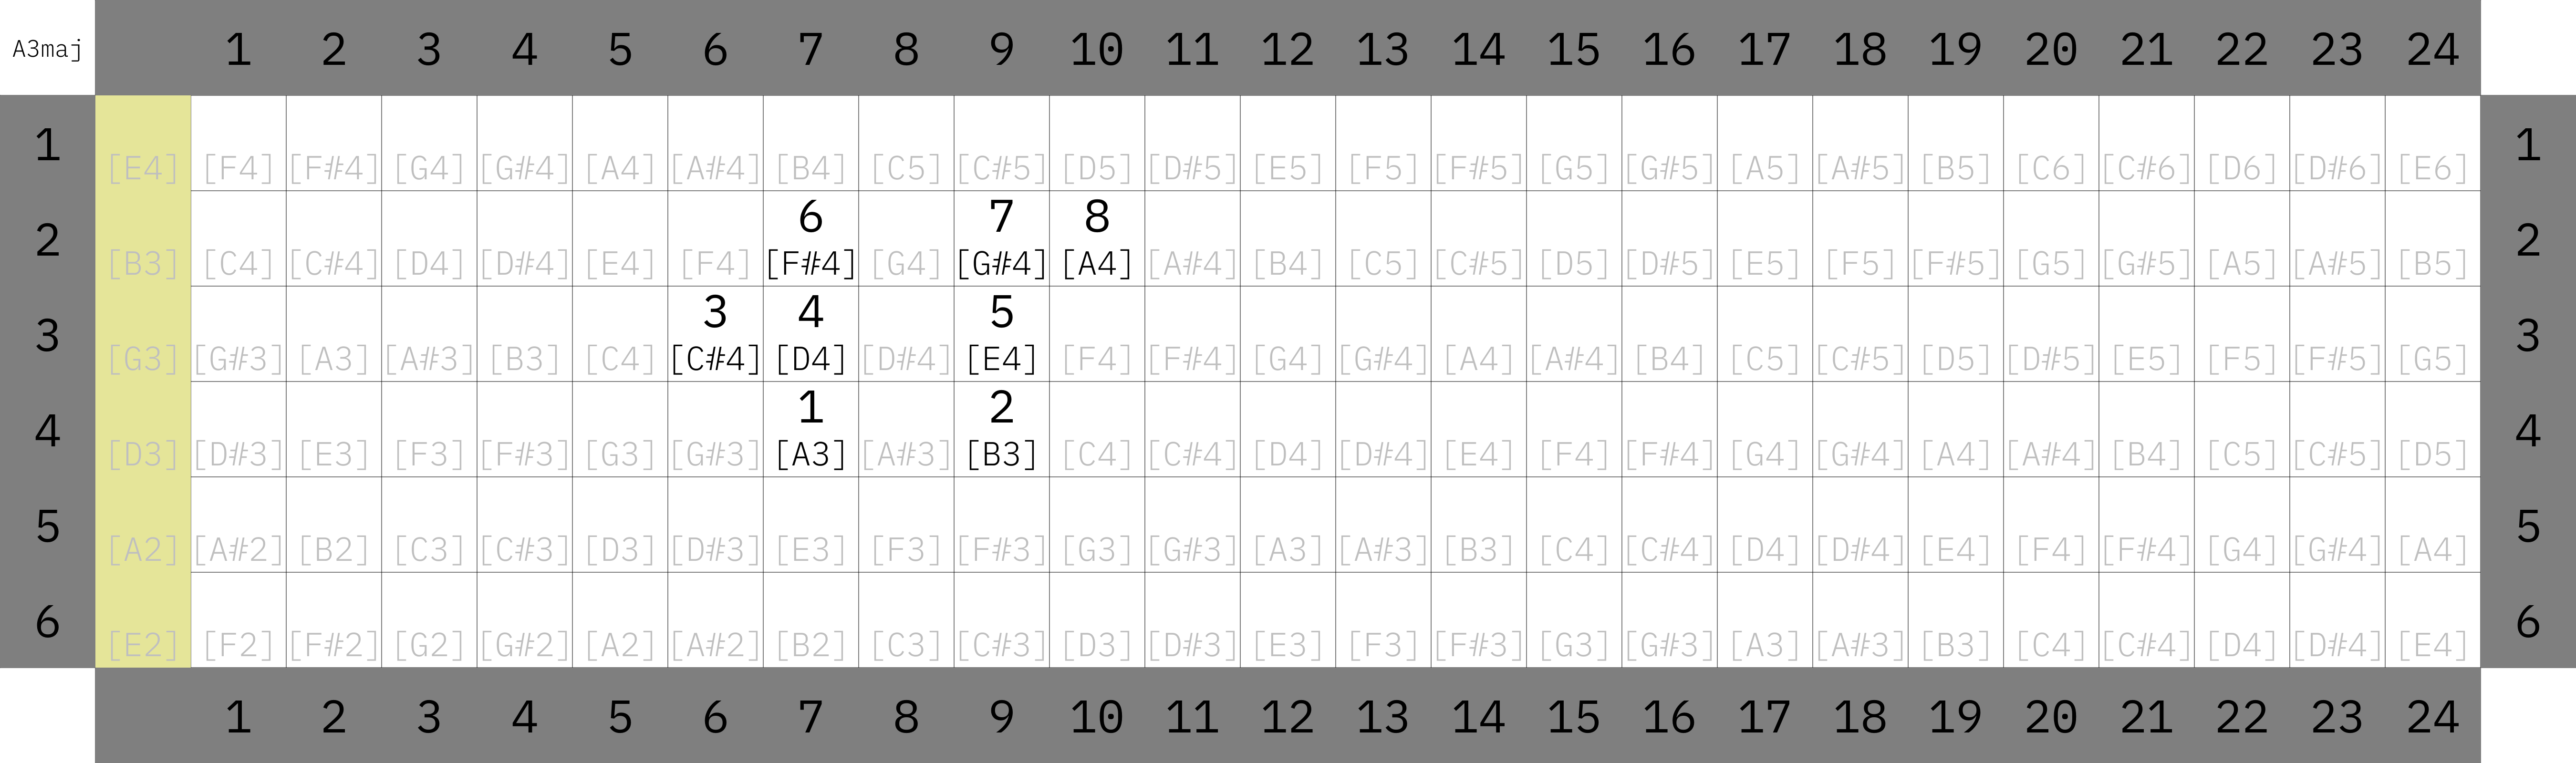 A3maj 1 2 3 4 5 6 7 8 9 10 11 12 13 14 15 16 17 18 19 20 21 22 23 24
1 [E4] [F4] [F#4] [G4] [G#4] [A4] [A#4] [B4] [C5] [C#5] [D5] [D#5] [E5] [F5] [F#5] [G5] [G#5] [A5] [A#5] [B5] [C6] [C#6] [D6] [D#6] [E6] 1
6 7 8
2 [B3] [C4] [C#4] [D4] [D#4] [E4] [F4] [F#4] [G4] [G#4] [A4] [A#4] [B4] [C5] [C#5] [D5] [D#5] [E5] [F5] [F#5] [G5] [G#5] [A5] [A#5] [B5] 2
3 4 5
3 [G3] [G#3] [A3] [A#3] [B3] [C4] [C#4] [D4] [D#4] [E4] [F4] [F#4] [G4] [G#4] [A4] [A#4] [B4] [C5] [C#5] [D5] [D#5] [E5] [F5] [F#5] [G5] 3
1 2
4 [D3] [D#3] [E3] [F3] [F#3] [G3] [G#3] [A3] [A#3] [B3] [C4] [C#4] [D4] [D#4] [E4] [F4] [F#4] [G4] [G#4] [A4] [A#4] [B4] [C5] [C#5] [D5] 4
5 [A2] [A#2] [B2] [C3] [C#3] [D3] [D#3] [E3] [F3] [F#3] [G3] [G#3] [A3] [A#3] [B3] [C4] [C#4] [D4] [D#4] [E4] [F4] [F#4] [G4] [G#4] [A4] 5
6 [E2] [F2] [F#2] [G2] [G#2] [A2] [A#2] [B2] [C3] [C#3] [D3] [D#3] [E3] [F3] [F#3] [G3] [G#3] [A3] [A#3] [B3] [C4] [C#4] [D4] [D#4] [E4] 6
1 2 3 4 5 6 7 8 9 10 11 12 13 14 15 16 17 18 19 20 21 22 23 24